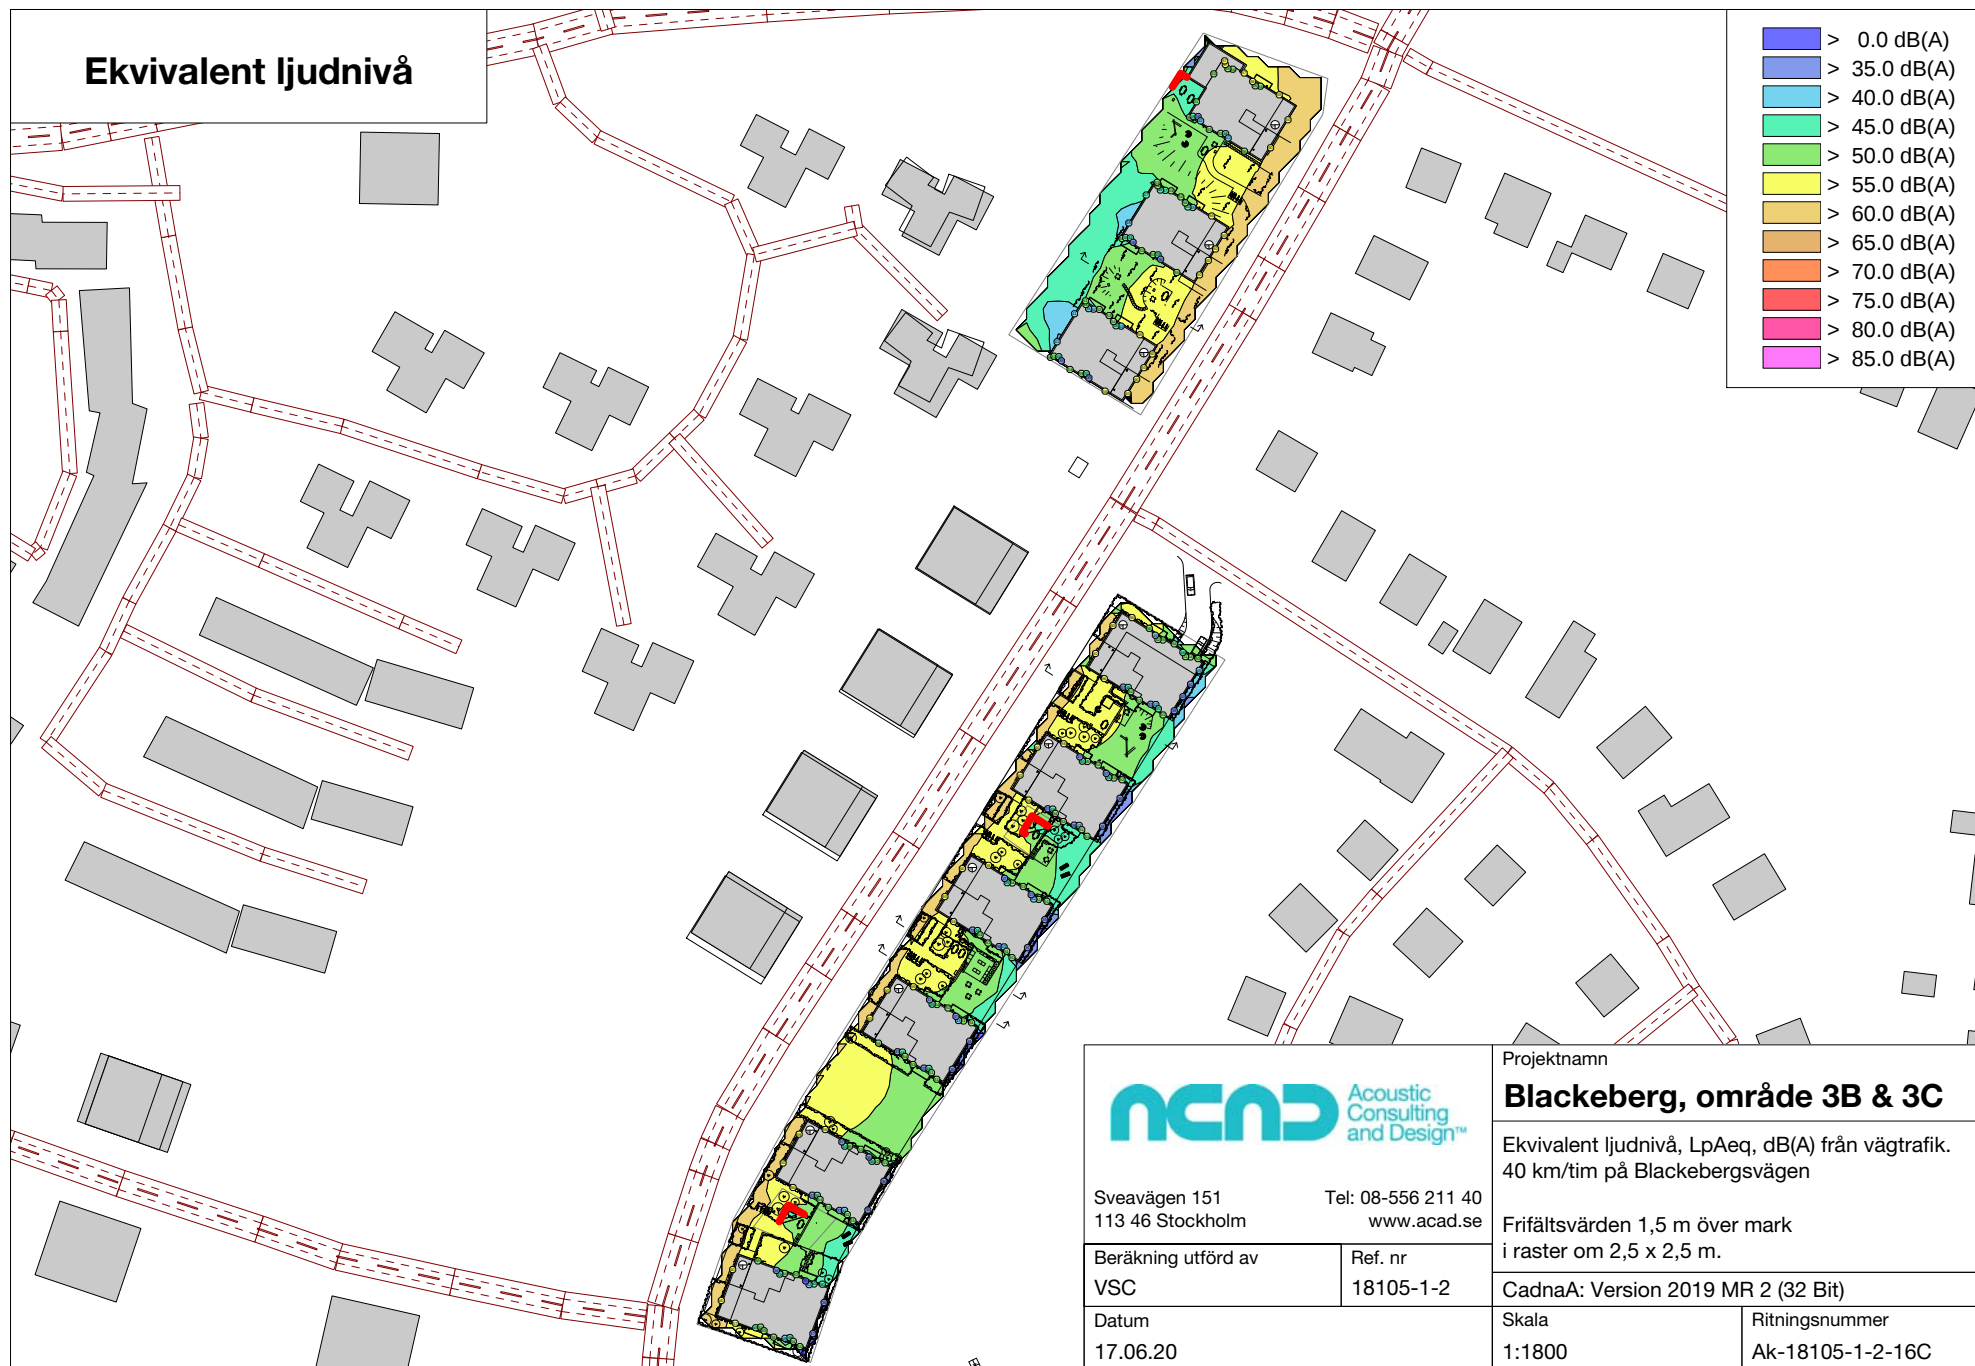 Ekvivalent ljudnivå
> 0.0 dB(A)
> 35.0 dB(A)
> 40.0 dB(A)
> 45.0 dB(A)
> 50.0 dB(A)
> 55.0 dB(A)
> 60.0 dB(A)
> 65.0 dB(A)
> 70.0 dB(A)
> 75.0 dB(A)
> 80.0 dB(A)
> 85.0 dB(A)
ACAD
Acoustic
Consulting
and Design™
Sveavägen 151
113 46 Stockholm
Tel: 08-556 211 40
www.acad.se
Beräkning utförd av
VSC
Ref. nr
18105-1-2
Datum
17.06.20
Projektnamn
Blackeberg, område 3B & 3C
Ekvivalent ljudnivå, LpAeq, dB(A) från vägtrafik.
40 km/tim på Blackebergsvägen
Frifältsvärden 1,5 m över mark
i raster om 2,5 x 2,5 m.
CadnaA: Version 2019 MR 2 (32 Bit)
Skala
1:1800
Ritningsnummer
Ak-18105-1-2-16C